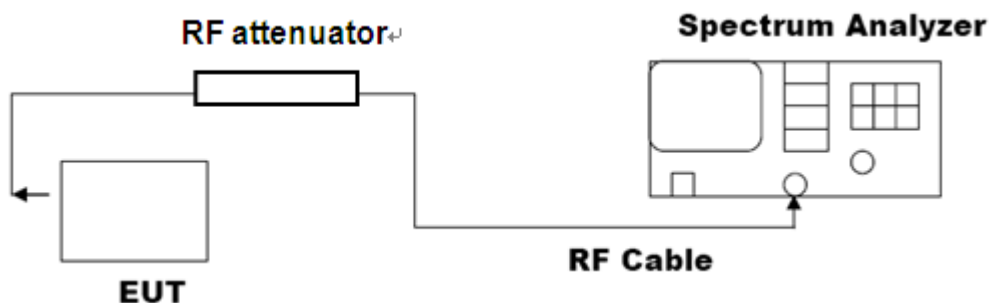 RF attenuator↵
Spectrum Analyzer
RF Cable
EUT